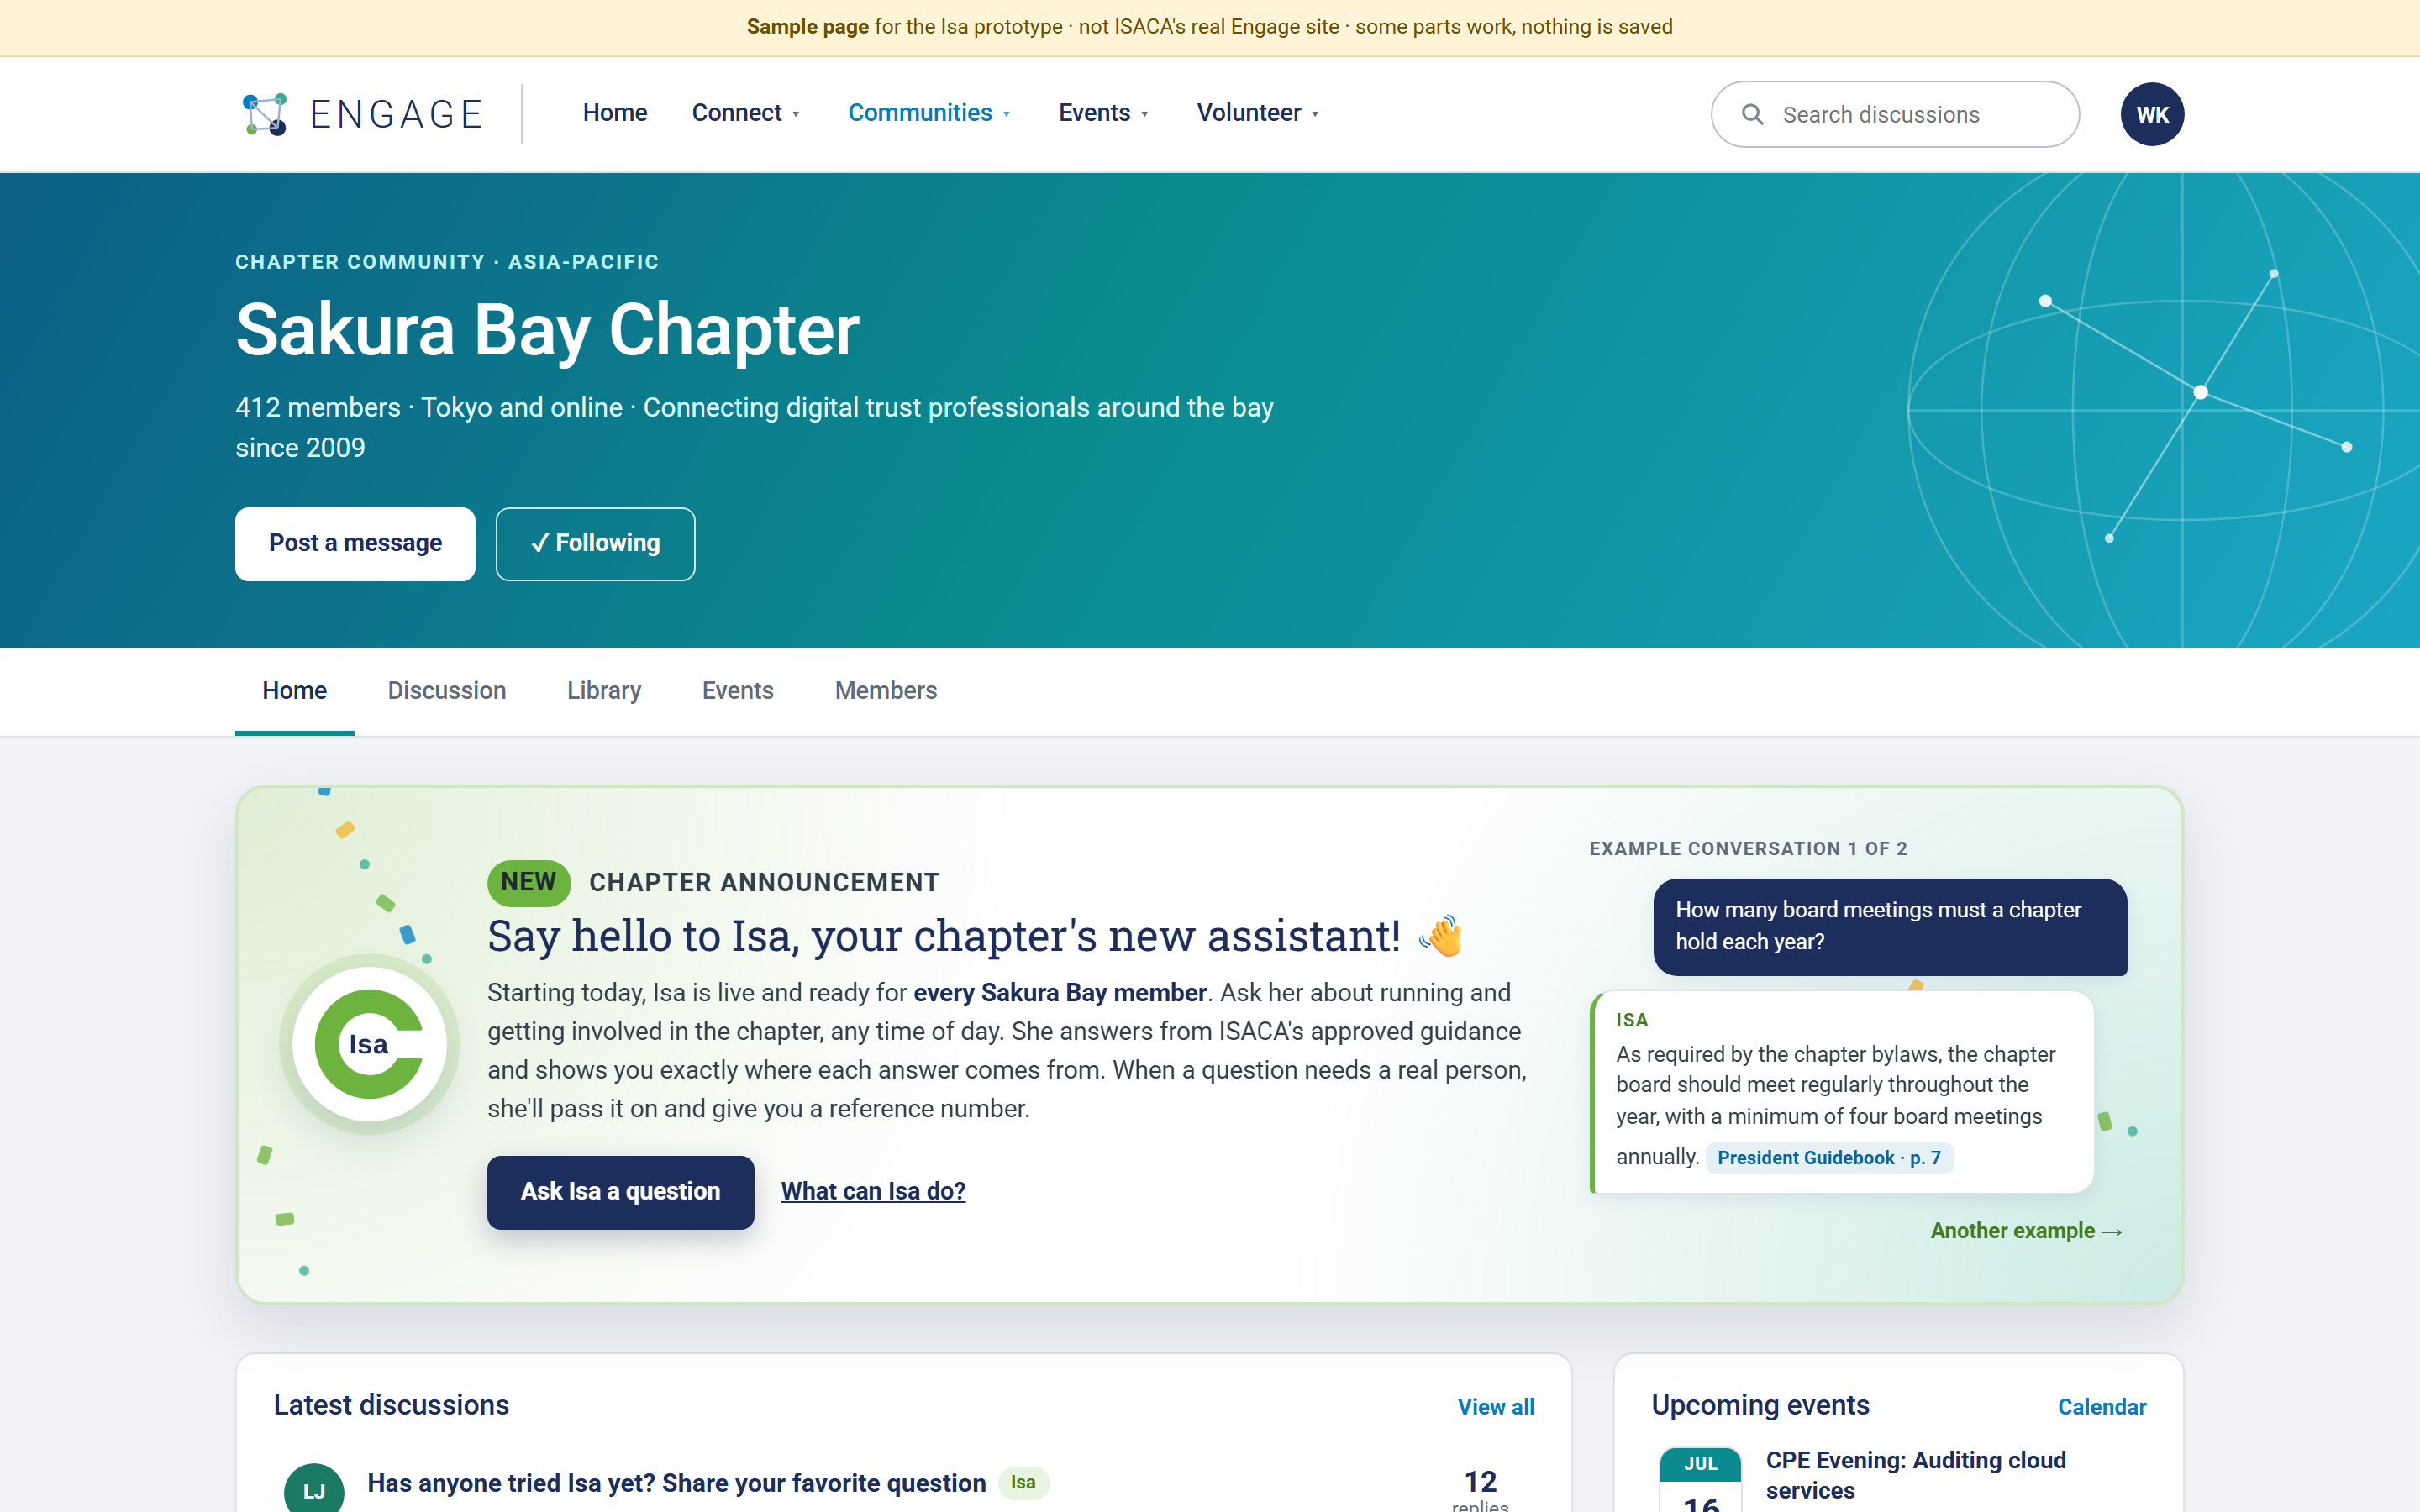 Sample page for the Isa prototype · not ISACA's real Engage site · some parts work, nothing is saved
ENGAGE
Home
Connect
Communities
Events
Volunteer
Search discussions
WK
CHAPTER COMMUNITY · ASIA-PACIFIC
Sakura Bay Chapter
412 members · Tokyo and online · Connecting digital trust professionals around the bay
since 2009
Post a message
✓ Following
Home
Discussion
Library
Events
Members
Isa
NEW
CHAPTER ANNOUNCEMENT
Say hello to Isa, your chapter's new assistant! 👋
Starting today, Isa is live and ready for every Sakura Bay member. Ask her about running and
getting involved in the chapter, any time of day. She answers from ISACA's approved guidance
and shows you exactly where each answer comes from. When a question needs a real person,
she'll pass it on and give you a reference number.
Ask Isa a question
What can Isa do?
EXAMPLE CONVERSATION 1 OF 2
How many board meetings must a chapter
hold each year?
ISA
As required by the chapter bylaws, the chapter
board should meet regularly throughout the
year, with a minimum of four board meetings
annually. President Guidebook · p. 7
Another example →
Latest discussions
View all
LJ
Has anyone tried Isa yet? Share your favorite question
Isa
12
replies
Upcoming events
Calendar
JUL
16
CPE Evening: Auditing cloud
services